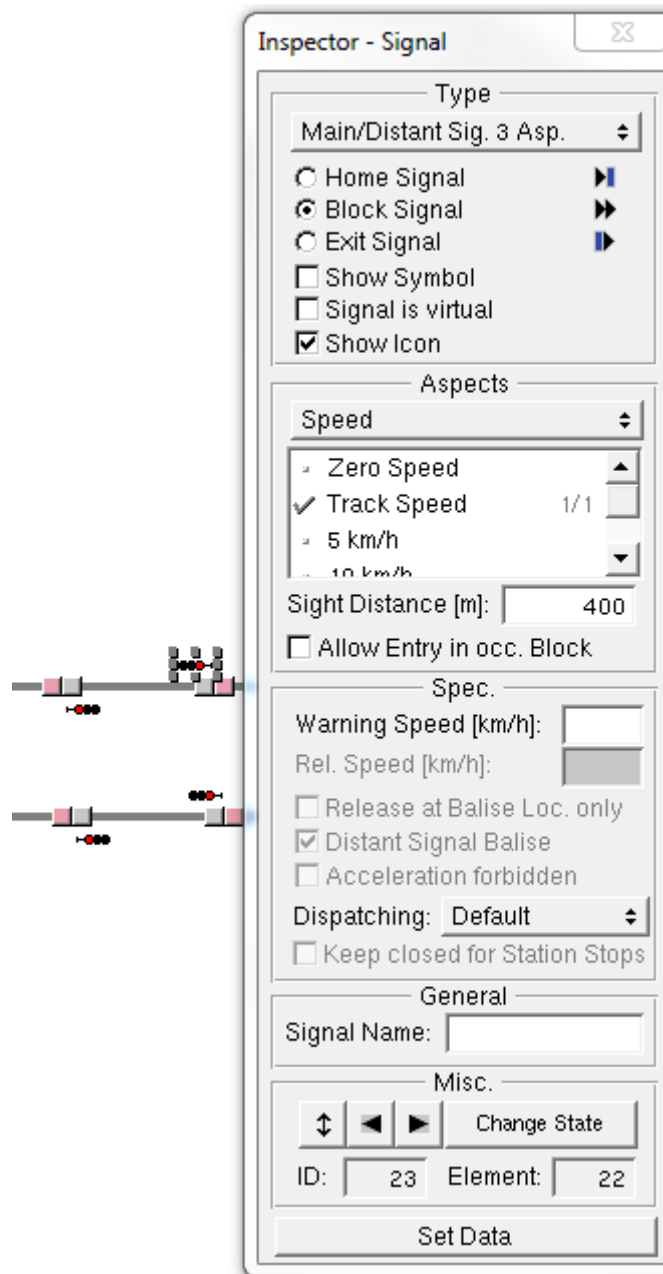 Inspector - Signal
Type
Main/Distant Sig. 3 Asp.
Home Signal
Block Signal
Exit Signal
Show Symbol
Signal is virtual
Show Icon
Aspects
Speed
Zero Speed
Track Speed 1/1
5 km/h
10 km/h
Sight Distance [m]: 400
Allow Entry in occ. Block
Spec.
Warning Speed [km/h]:
Rel. Speed [km/h]:
Release at Balise Loc. only
Distant Signal Balise
Acceleration forbidden
Dispatching: Default
Keep closed for Station Stops
General
Signal Name:
Misc.
Change State
ID: 23 Element: 22
Set Data